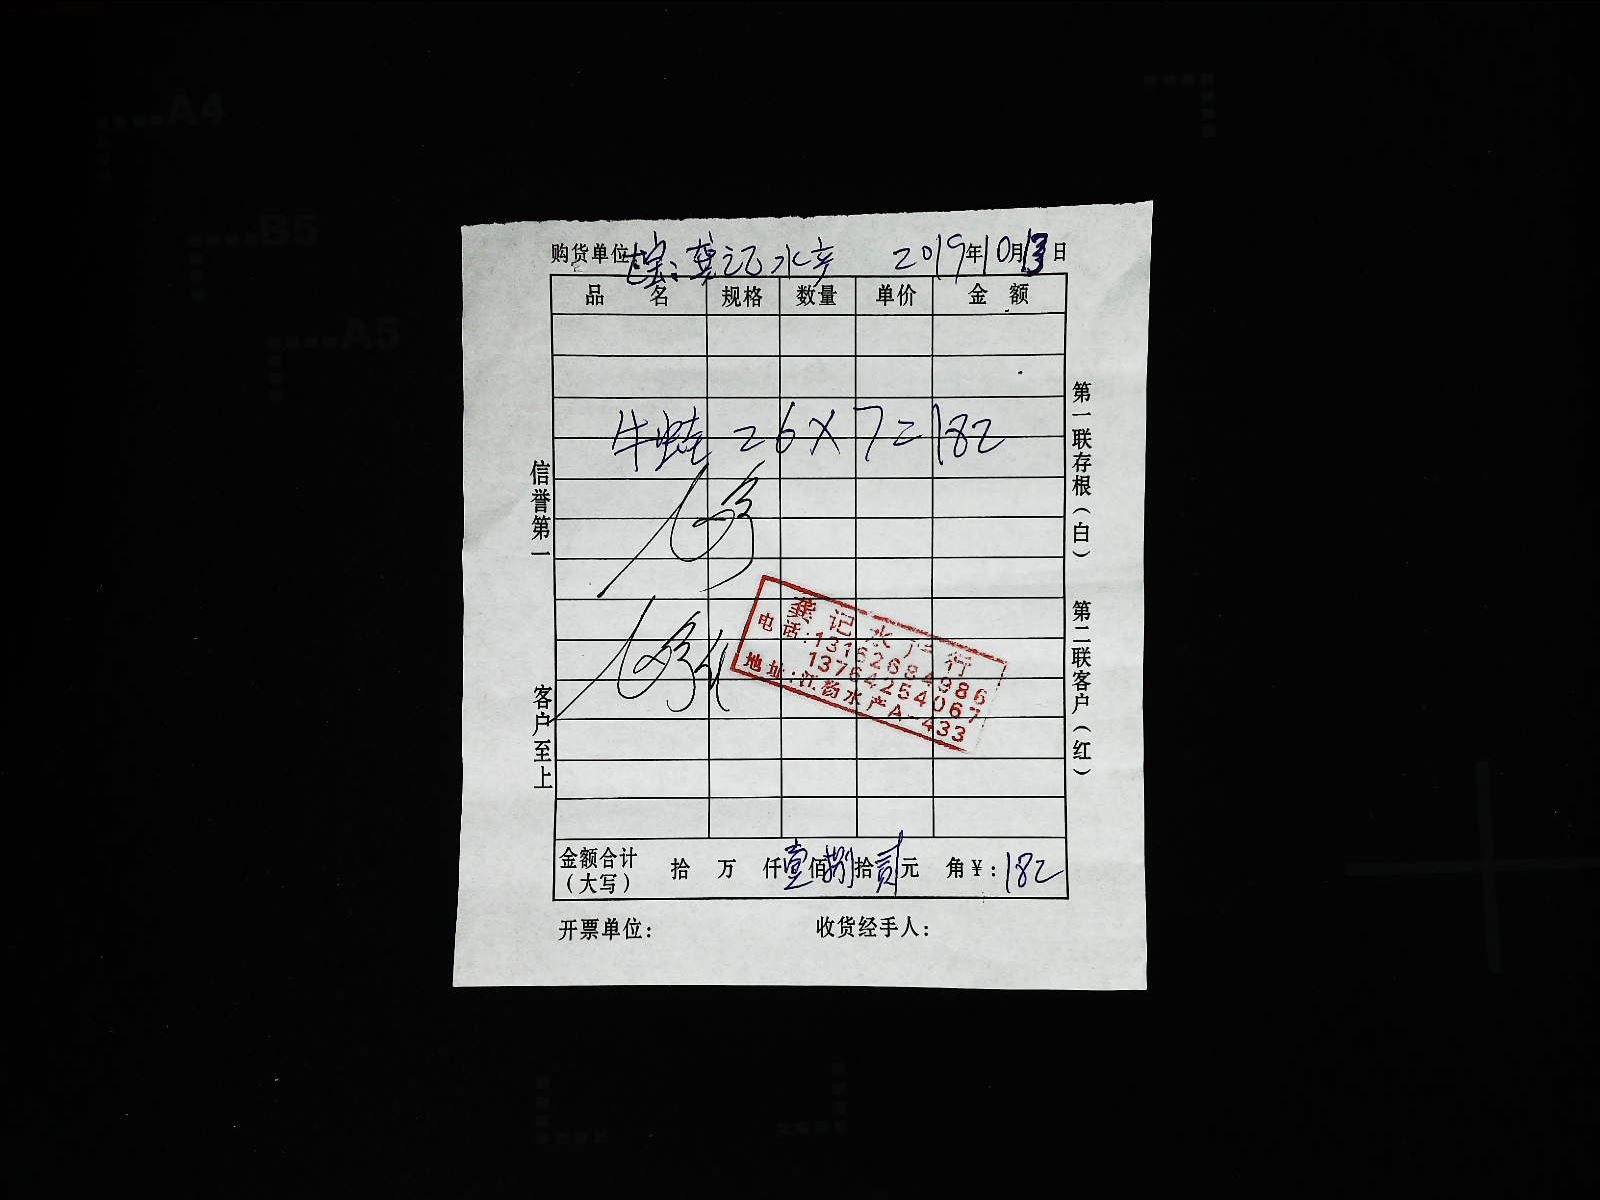 A4
B5
A5
购货单位 龚记水产 2019年10月13日
品名 规格 数量 单价 金额
牛蛙 26×7=182
龚记水产行
电话:13162684986
13764254067
地址:江杨水产A-433
金额合计（大写） 拾 万 仟壹佰捌拾贰元 角¥:182
开票单位: 收货经手人:
信誉第一 客户至上
第一联存根（白） 第二联客户（红）